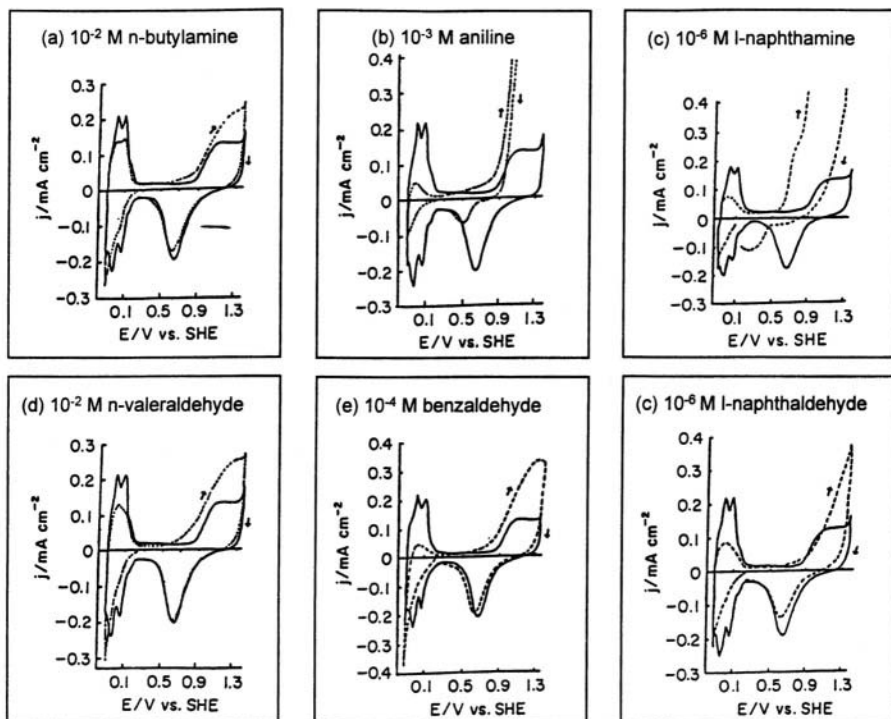 (a) 10⁻² M n-butylamine
0.3
0.2
0.1
0
-0.1
-0.2
-0.3
j/mA cm⁻²
0.1 0.5 0.9 1.3
E/V vs. SHE
(b) 10⁻³ M aniline
0.4
0.3
0.2
0.1
0
-0.1
-0.2
-0.3
j/mA cm⁻²
0.1 0.5 0.9 1.3
E/V vs. SHE
(c) 10⁻⁶ M l-naphthamine
0.4
0.3
0.2
0.1
0
-0.1
-0.2
-0.3
j/mA cm⁻²
0.1 0.5 0.9 1.3
E/V vs. SHE
(d) 10⁻² M n-valeraldehyde
0.3
0.2
0.1
0
-0.1
-0.2
-0.3
j/mA cm⁻²
0.1 0.5 0.9 1.3
E/V vs. SHE
(e) 10⁻⁴ M benzaldehyde
0.4
0.3
0.2
0.1
0
-0.1
-0.2
-0.3
-0.4
j/mA cm⁻²
0.1 0.5 0.9 1.3
E/V vs. SHE
(c) 10⁻⁶ M l-naphthaldehyde
0.4
0.3
0.2
0.1
0
-0.1
-0.2
-0.3
j/mA cm⁻²
0.1 0.5 0.9 1.3
E/V vs. SHE